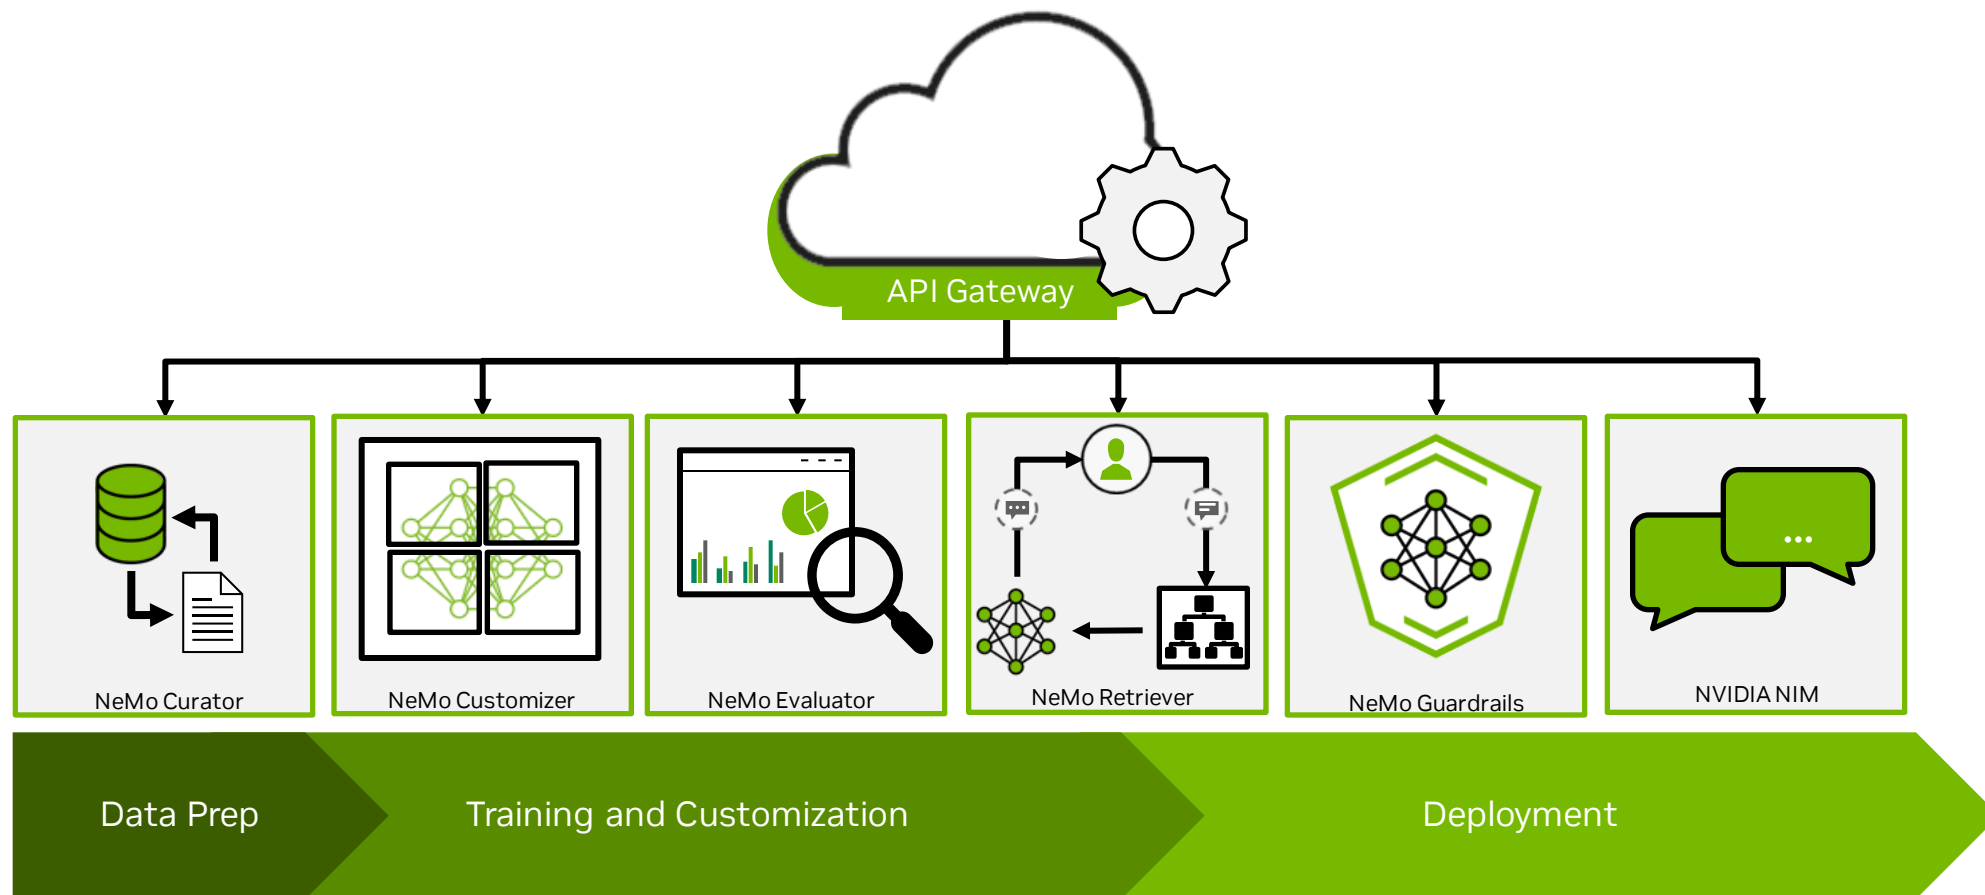 API Gateway
NeMo Curator
NeMo Customizer
NeMo Evaluator
NeMo Retriever
NeMo Guardrails
NVIDIA NIM
Data Prep
Training and Customization
Deployment